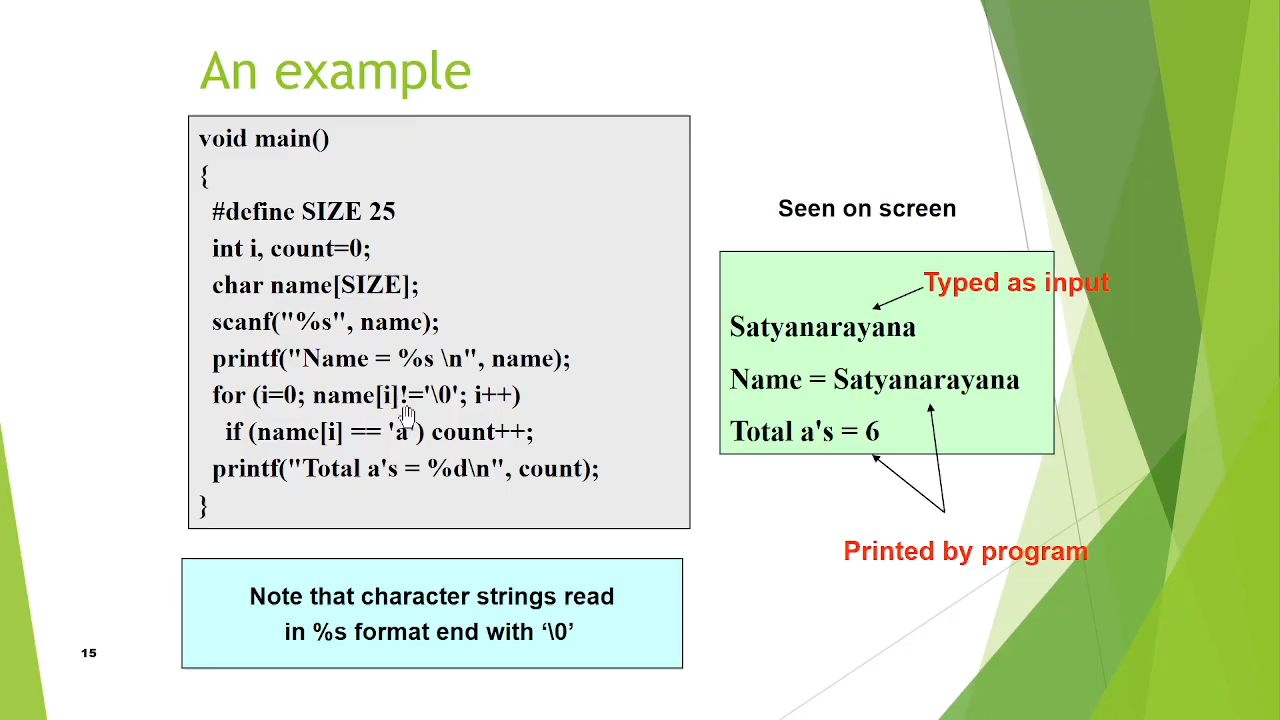 An example
void main()
{
#define SIZE 25
int i, count=0;
char name[SIZE];
scanf("%s", name);
printf("Name = %s \n", name);
for (i=0; name[i]!='\0'; i++)
if (name[i] == 'a') count++;
printf("Total a's = %d\n", count);
}
Seen on screen
Typed as input
Satyanarayana
Name = Satyanarayana
Total a's = 6
Printed by program
Note that character strings read
in %s format end with ‘\0’
15